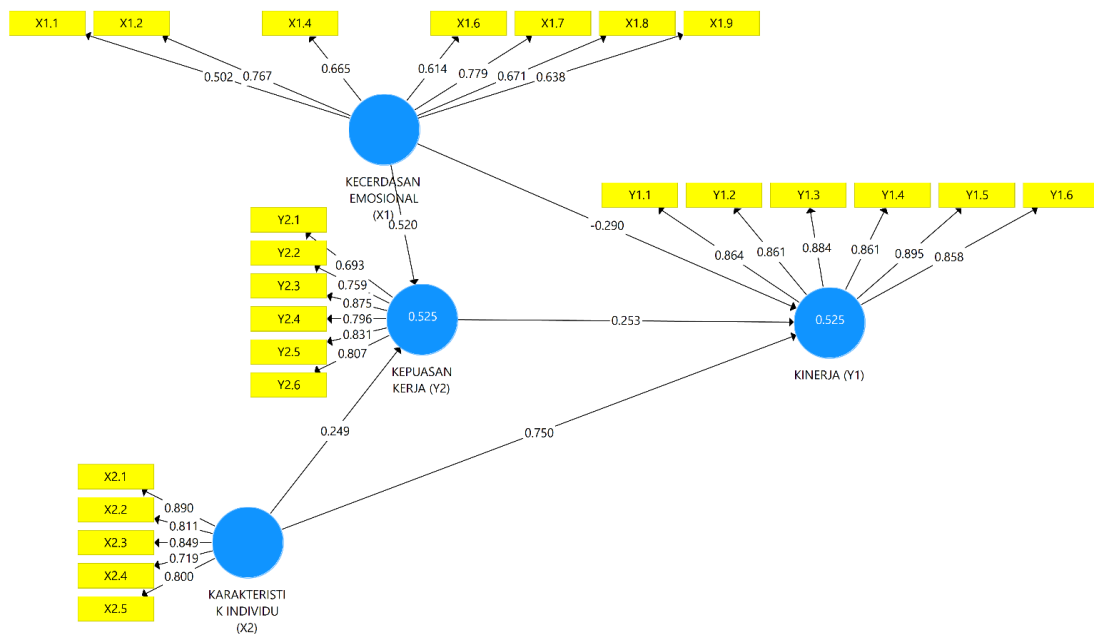 X1.1 X1.2 X1.4 X1.6 X1.7 X1.8 X1.9
0.502 0.767 0.665 0.614 0.779 0.671 0.638
KECERDASAN
EMOSIONAL
(X1)
0.520
-0.290
Y1.1 Y1.2 Y1.3 Y1.4 Y1.5 Y1.6
0.864 0.861 0.884 0.861 0.895 0.858
Y2.1
Y2.2
Y2.3
Y2.4
Y2.5
Y2.6
0.693
0.759
0.875
0.796
0.831
0.807
0.525
KEPUASAN
KERJA (Y2)
0.253
0.525
KINERJA (Y1)
0.249
0.750
X2.1
X2.2
X2.3
X2.4
X2.5
0.890
0.811
0.849
0.719
0.800
KARAKTERISTI
K INDIVIDU
(X2)